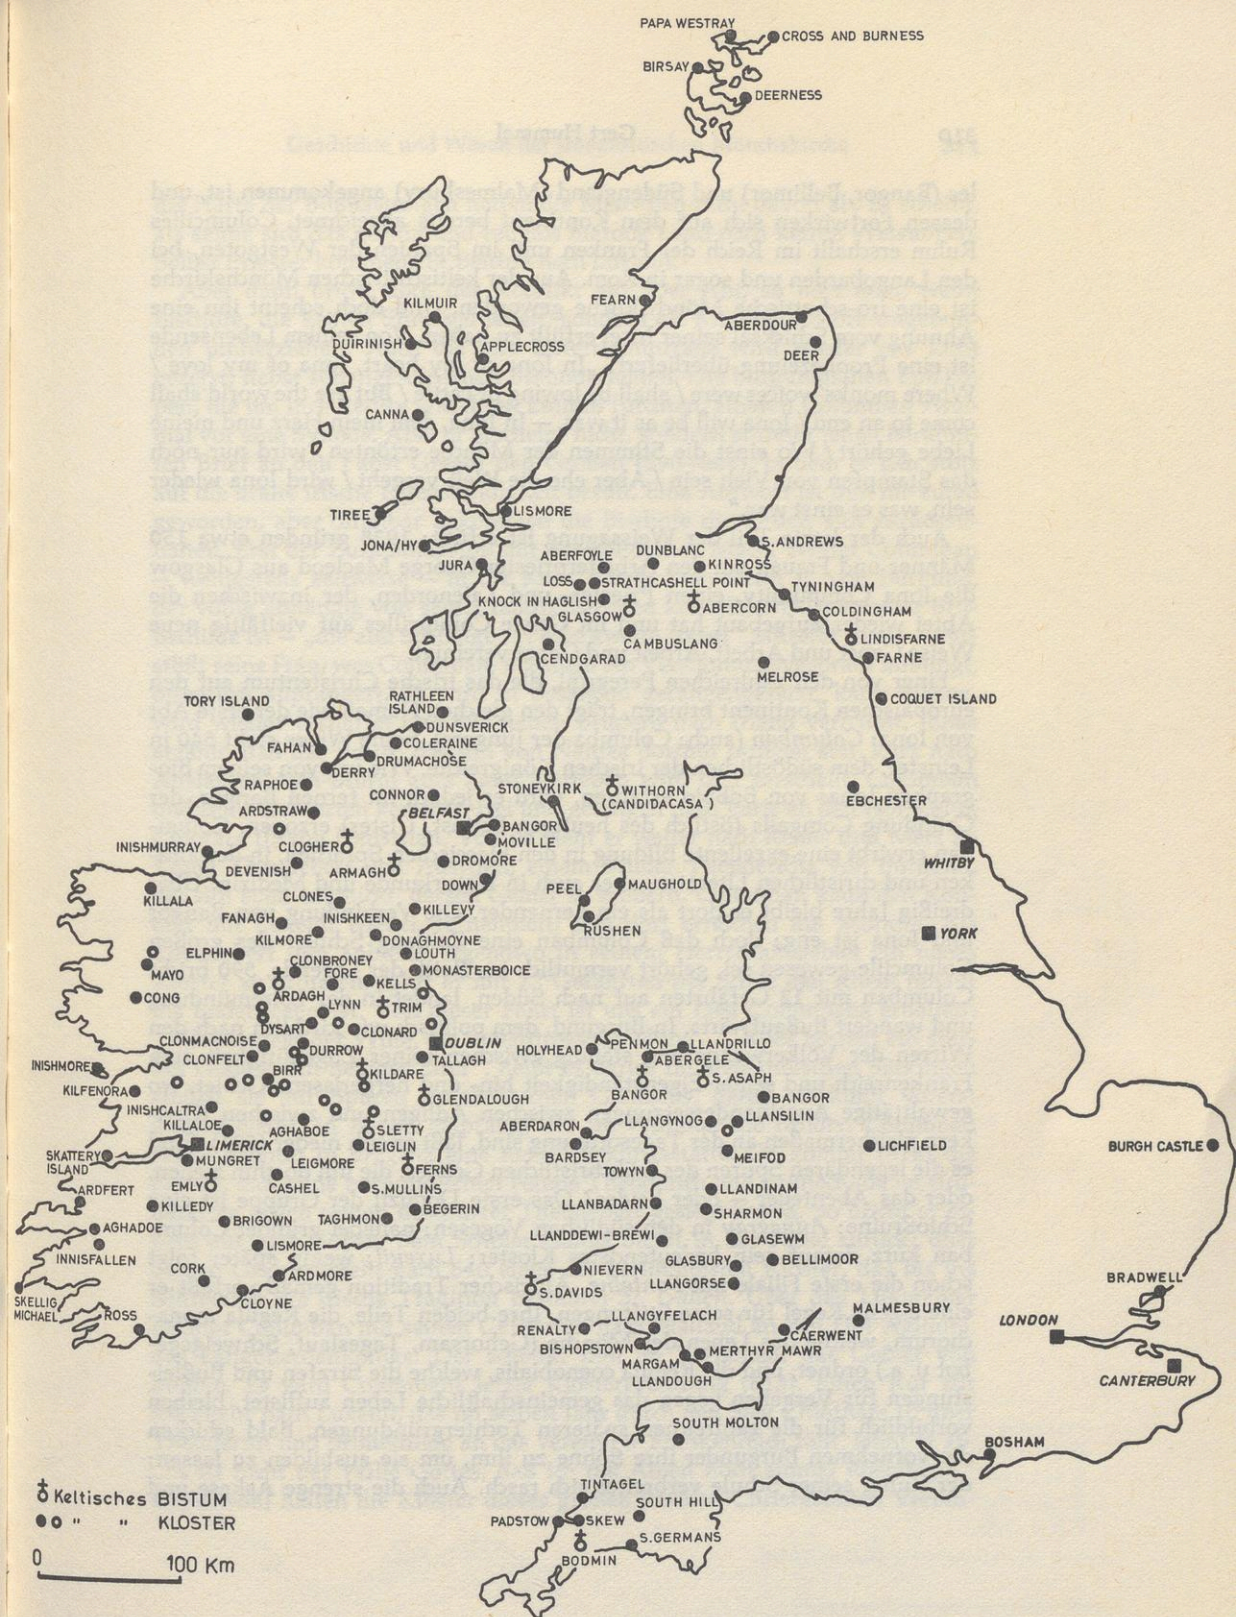 PAPA WESTRAY
CROSS AND BURNESS
BIRSAY
DEERNESS
KILMUIR
FEARN
ABERDOUR
DUIRINISH
APPLECROSS
DEER
CANNA
TIREE
LISMORE
JONA/HY
S.ANDREWS
ABERFOYLE
DUNBLANC
JURA
KINROSS
LOSS
STRATHCASHELL POINT
TYNINGHAM
KNOCK IN HAGLISH
GLASGOW
ABERCORN
COLDINGHAM
CAMBUSLANG
LINDISFARNE
CENDGARAD
FARNE
MELROSE
TORY ISLAND
RATHLEEN
ISLAND
COQUET ISLAND
DUNSVERICK
FAHAN
COLERAINE
DRUMACHOSE
DERRY
RAPHOE
CONNOR
STONEYKIRK
WITHORN
(CANDIDACASA)
EBCHESTER
ARDSTRAW
BELFAST
BANGOR
MOVILLE
INISHMURRAY
CLOGHER
DROMORE
WHITBY
DEVENISH
ARMAGH
DOWN
PEEL
MAUGHOLD
KILLALA
CLONES
KILLEVY
FANAGH
INISHKEEN
RUSHEN
KILMORE
DONAGHMOYNE
YORK
ELPHIN
LOUTH
CLONBRONEY
MONASTERBOICE
MAYO
FORE
KELLS
CONG
ARDAGH
LYNN
TRIM
DYSART
CLONARD
CLONMACNOISE
DUBLIN
HOLYHEAD
PENMON
LLANDRILLO
CLONFELT
DURROW
TALLAGH
ABERGELE
INISHMORE
BIRR
KILDARE
S.ASAPH
KILFENORA
GLENDALOUGH
BANGOR
BANGOR
INISHCALTRA
LLANGYNOG
LLANSILIN
KILLALOE
AGHABOE
SLETTY
ABERDARON
LIMERICK
LEIGLIN
LICHFIELD
BURGH CASTLE
SKATTERY
ISLAND
MUNGRET
LEIGMORE
BARDSEY
MEIFOD
FERNS
TOWYN
EMLY
CASHEL
S.MULLINS
ARDFERT
LLANDINAM
KILLEDY
BEGERIN
LLANBADARN
SHARMON
BRIGOWN
TAGHMON
AGHADOE
LLANDDEWI-BREWI
GLASEWM
INNISFALLEN
LISMORE
GLASBURY
BELLIMOOR
CORK
ARDMORE
NIEVERN
LLANGORSE
BRADWELL
S.DAVIDS
SKELLIG
MICHAEL
ROSS
CLOYNE
MALMESBURY
LLANGYFELACH
RENALTY
CAERWENT
LONDON
BISHOPSTOWN
MERTHYR MAWR
MARGAM
LLANDOUGH
CANTERBURY
SOUTH MOLTON
BOSHAM
TINTAGEL
SOUTH HILL
PADSTOW
SKEW
S.GERMANS
BODMIN
Keltisches BISTUM
" " KLOSTER
0 100 Km